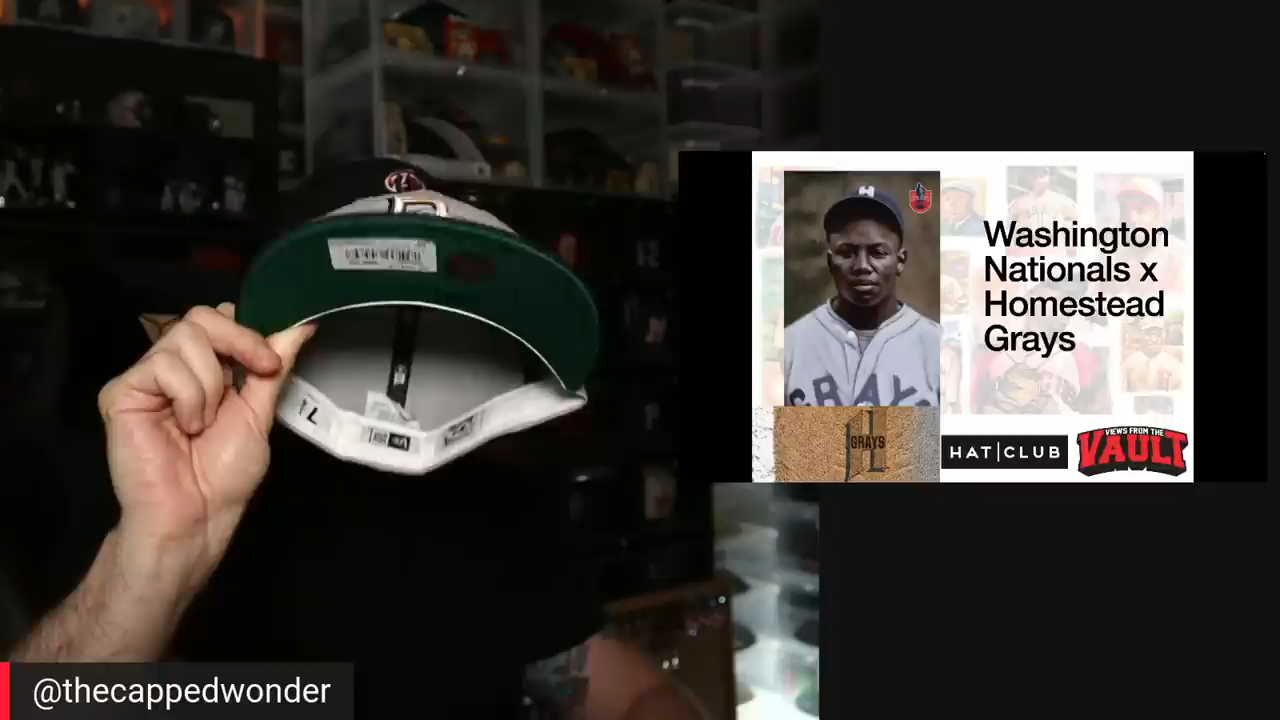 Washington
Nationals x
Homestead
Grays
GRAYS
HAT|CLUB
VIEWS FROM THE
VAULT
@thecappedwonder